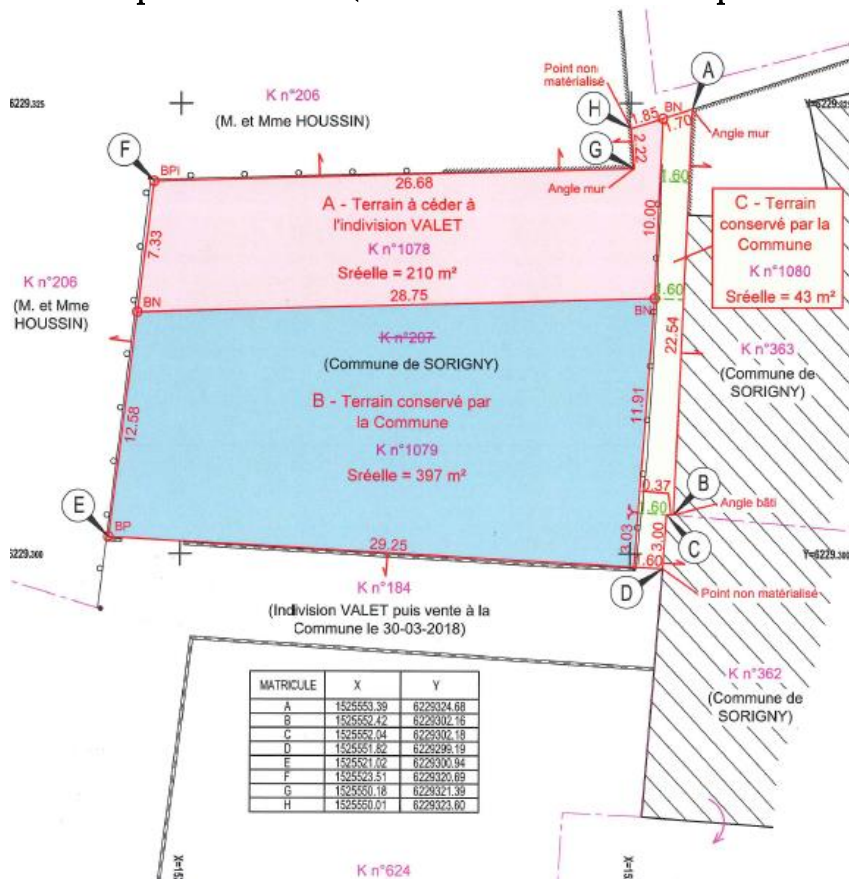 A
Point non
matérialisé
K n°206
(M. et Mme HOUSSIN)
H
1.85
BN
1.70
Angle mur
6229.325
F
BPi
G
2.22
Angle mur
26.68
1.60
A - Terrain à céder à
l'indivision VALET
K n°1078
Sréelle = 210 m²
7.33
10.00
C - Terrain
conservé par la
Commune
K n°1080
Sréelle = 43 m²
K n°206
(M. et Mme
HOUSSIN)
BN
28.75
1.60
BN
22.54
K n°207
(Commune de SORIGNY)
K n°363
(Commune de
SORIGNY)
B - Terrain conservé par
la Commune
K n°1079
Sréelle = 397 m²
12.58
11.91
0.37
B
1.60
Angle bâti
E
BP
C
3.03
3.00
29.25
1.60
6229.300
Y=6229.300
D
Point non matérialisé
K n°184
(Indivision VALET puis vente à la
Commune le 30-03-2018)
K n°362
(Commune de
SORIGNY)
MATRICULE X Y
A 1525553.39 6229324.68
B 1525552.42 6229302.16
C 1525552.04 6229302.18
D 1525551.82 6229299.19
E 1525521.02 6229300.94
F 1525523.51 6229320.69
G 1525550.18 6229321.39
H 1525550.01 6229323.60
K n°624